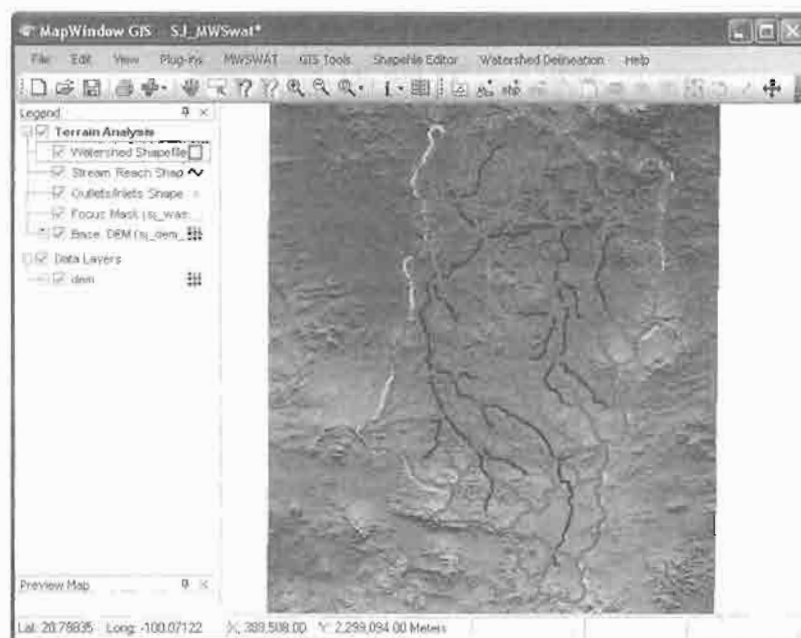 MapWindow GIS SJ_MWSwat*
File Edit View Plug-ins MWSWAT GIS Tools Shapefile Editor Watershed Delineation Help
Legend
Terrain Analysis
Watershed Shapefile
Stream Reach Shap
Outlets/Inlets Shape
Focus Mask (sj_was
Base DEM (sj_dem_
Data Layers
dem
Preview Map
Lat: 20.78835 Long: -100.07122 X: 389,508.00 Y: 2,299,094.00 Meters